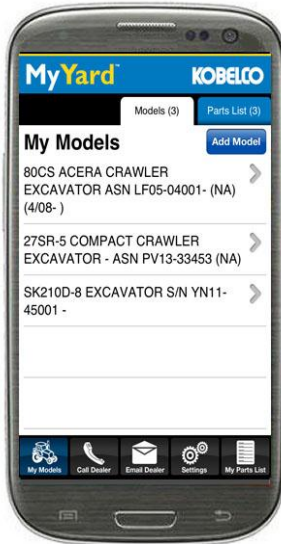 MyYard™ KOBELCO
Models (3) Parts List (3)
My Models Add Model
80CS ACERA CRAWLER
EXCAVATOR ASN LF05-04001- (NA)
(4/08- )
27SR-5 COMPACT CRAWLER
EXCAVATOR - ASN PV13-33453 (NA)
SK210D-8 EXCAVATOR S/N YN11-
45001 -
My Models Call Dealer Email Dealer Settings My Parts List